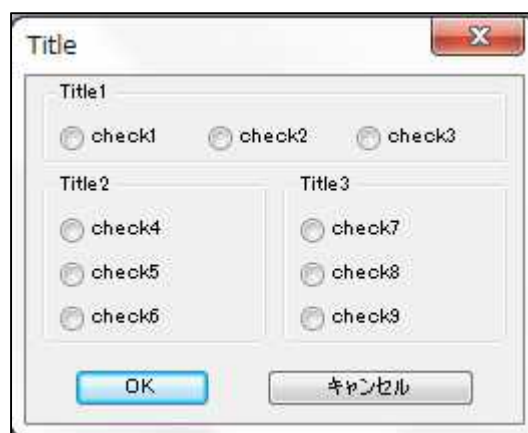 Title
Title1
check1 check2 check3
Title2 Title3
check4 check7
check5 check8
check6 check9
OK キャンセル